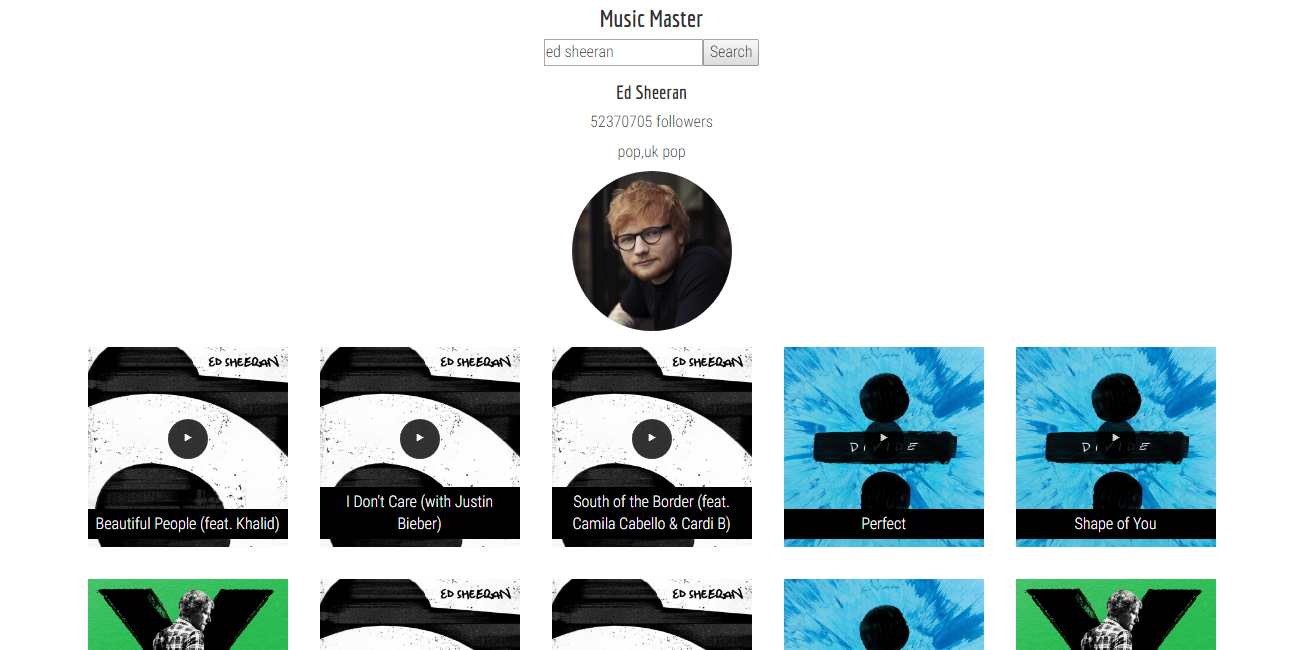 Music Master
ed sheeran Search
Ed Sheeran
52370705 followers
pop,uk pop
ED SHEERAN ED SHEERAN ED SHEERAN
DIVIDE DIVIDE
Beautiful People (feat. Khalid)
I Don't Care (with Justin
Bieber)
South of the Border (feat.
Camila Cabello & Cardi B)
Perfect
Shape of You
ED SHEERAN ED SHEERAN